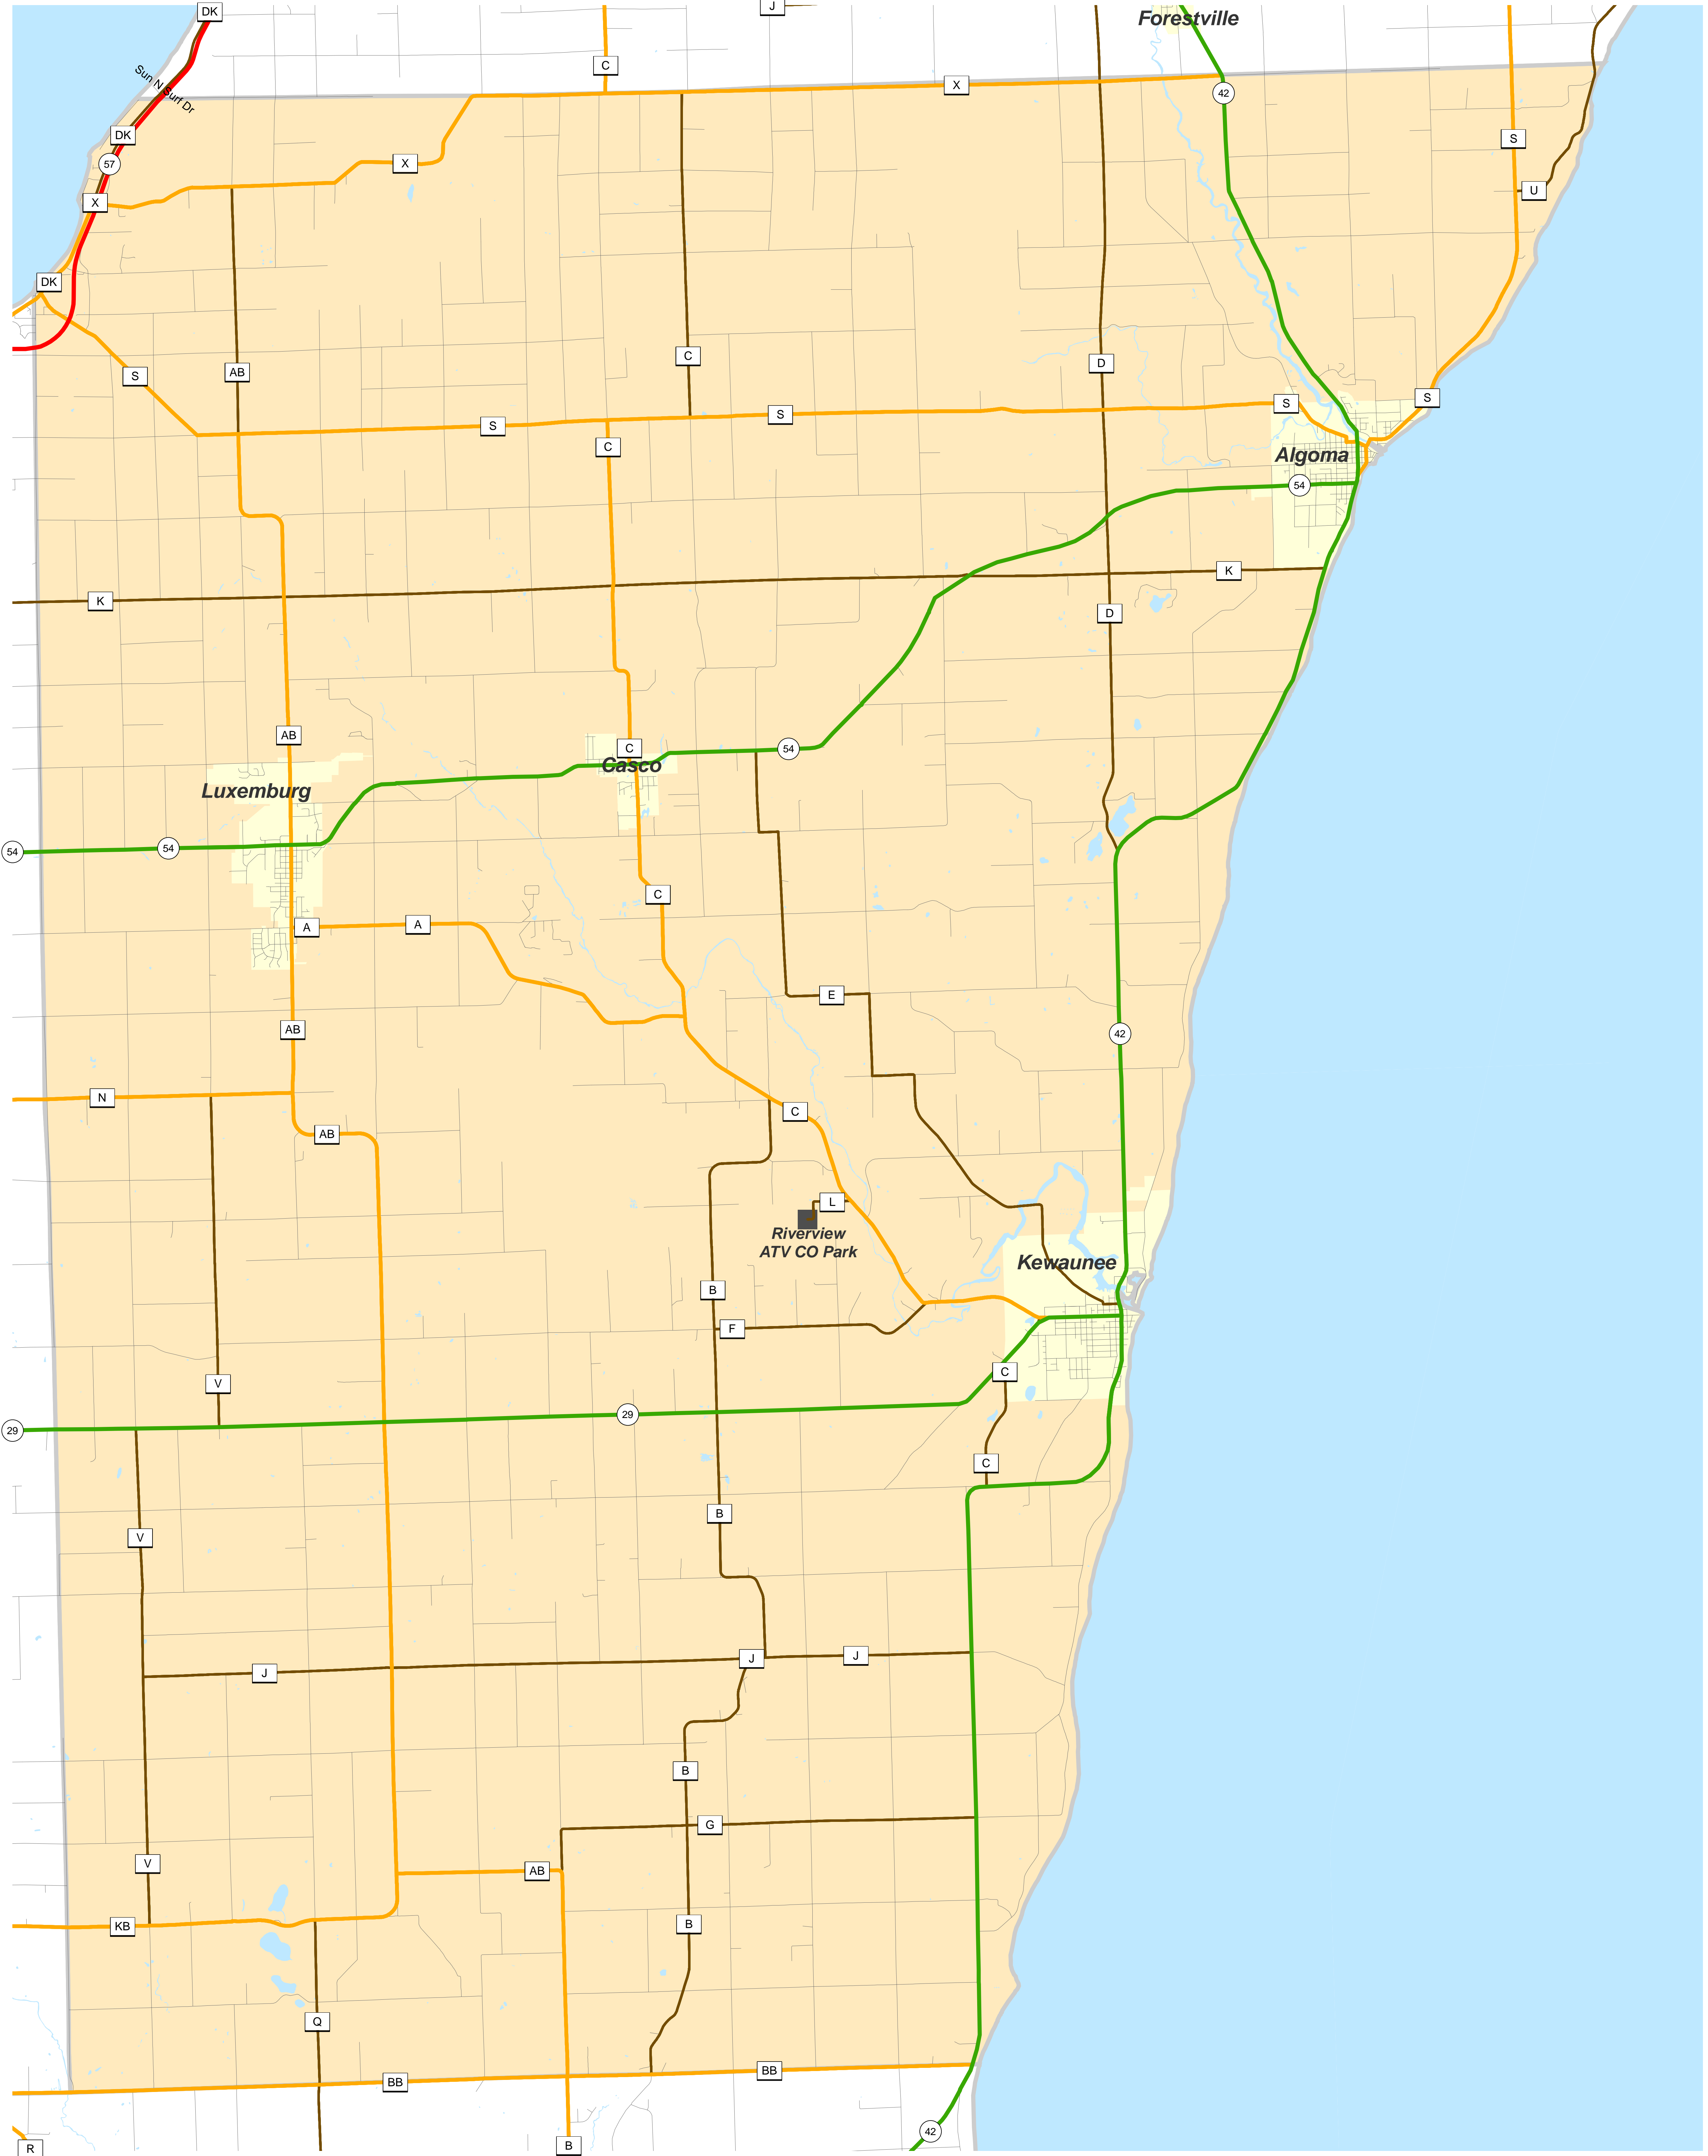 DK
J
Forestville
C
Sun N Surf Dr
X
42
DK
S
57
X
U
X
DK
C
D
AB
S
S
S
S
S
C
Algoma
54
K
K
D
AB
C
54
Casco
Luxemburg
54
54
C
A
A
E
AB
42
N
C
AB
L
Riverview
ATV CO Park
Kewaunee
B
F
C
V
29
29
C
B
V
J
J
J
B
G
V
AB
B
KB
Q
BB
BB
42
B
R